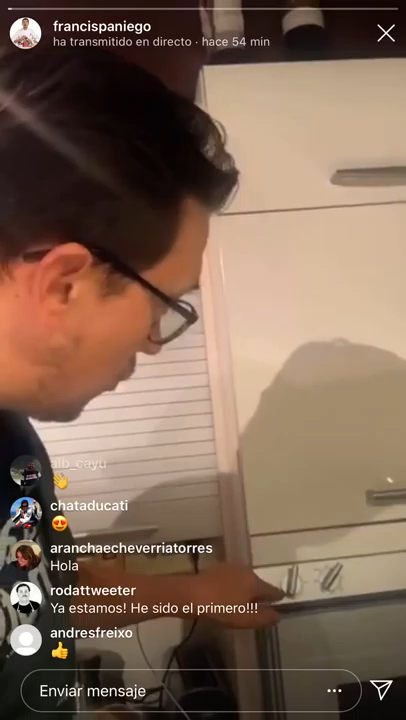 francispaniego
ha transmitido en directo · hace 54 min
alb_cayu
👋
chataducati
😍
aranchaecheverriatorres
Hola
rodattweeter
Ya estamos! He sido el primero!!!
andresfreixo
👍
Enviar mensaje